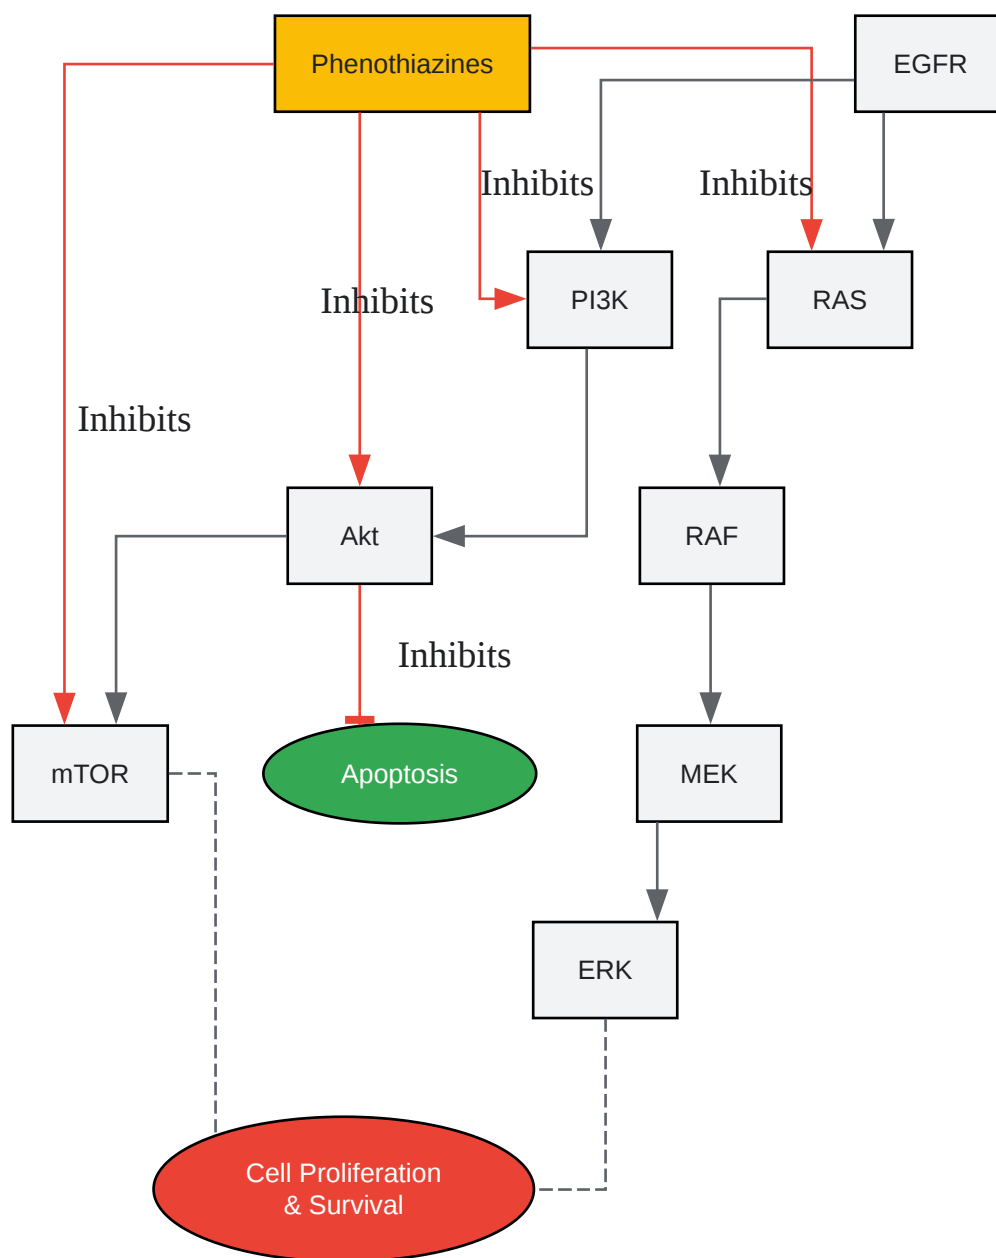 Phenothiazines
EGFR
Inhibits
Inhibits
PI3K
RAS
Inhibits
Inhibits
Akt
RAF
Inhibits
mTOR
Apoptosis
MEK
ERK
Cell Proliferation
& Survival